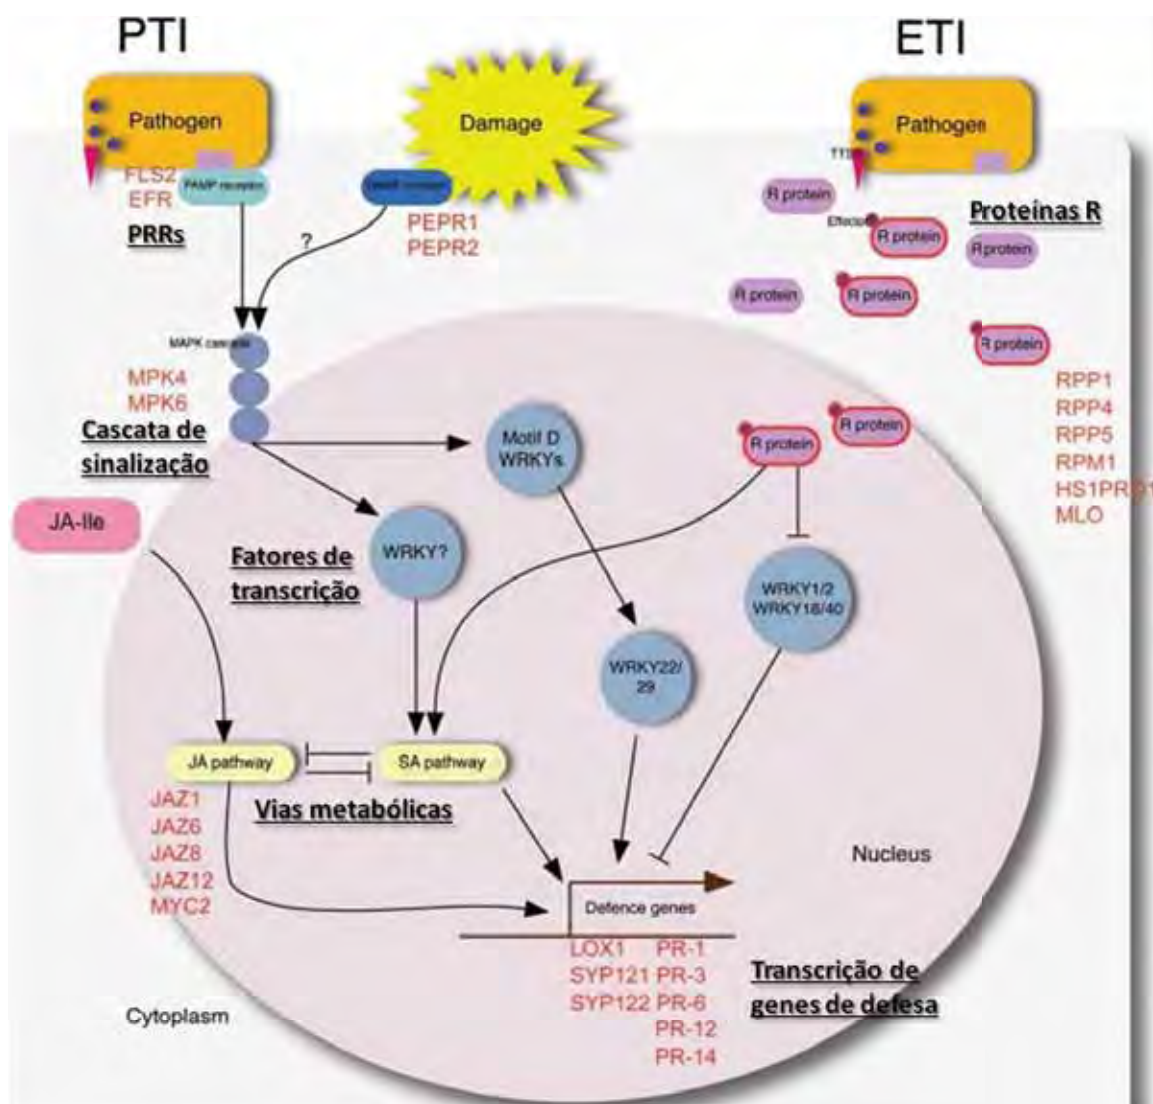 PTI
ETI
Pathogen
Damage
Pathogen
FLS2
EFR
PAMP receptor
PRRs
PEPR1
PEPR2
?
R protein
Proteínas R
R protein
R protein
R protein
R protein
R protein
MPK4
MPK6
Cascata de
sinalização
RPP1
RPP4
RPP5
RPM1
MLO
R protein
R protein
Motif D
WRKYs
JA-Ile
WRKY?
Fatores de
transcrição
WRKY1/2
WRKY18/40
WRKY22/
29
JA pathway
SA pathway
Vias metabólicas
JAZ1
JAZ6
JAZ8
JAZ12
MYC2
Nucleus
Defence genes
LOX1 PR-1
SYP121 PR-3
SYP122 PR-6
PR-12
PR-14
Transcrição de
genes de defesa
Cytoplasm